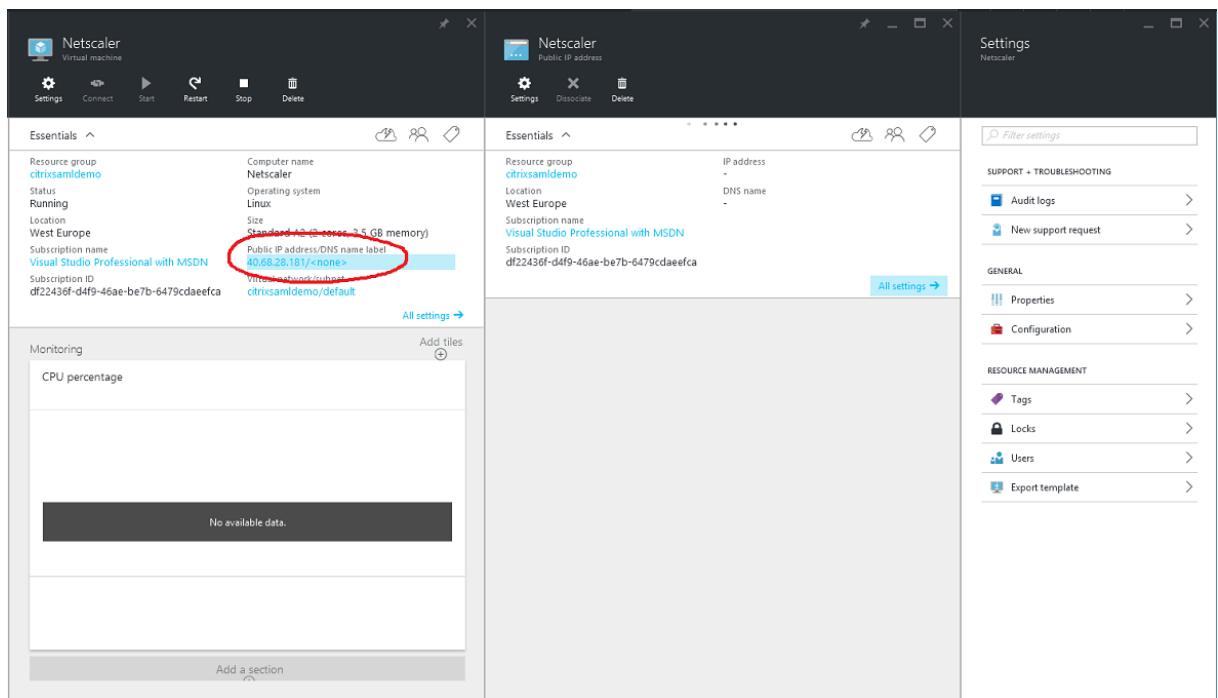 Netscaler
Virtual machine
Settings Connect Start Restart Stop Delete
Essentials
Resource group
citrixsamldemo
Status
Running
Location
West Europe
Subscription name
Visual Studio Professional with MSDN
Subscription ID
df22436f-d4f9-46ae-be7b-6479cdaeefca
Computer name
Netscaler
Operating system
Linux
Size
Standard A2 (2 cores, 3.5 GB memory)
Public IP address/DNS name label
40.68.28.181/<none>
Virtual network/subnet
citrixsamldemo/default
All settings →
Monitoring
Add tiles
CPU percentage
No available data.
Add a section
Netscaler
Public IP address
Settings Dissociate Delete
Essentials
Resource group
citrixsamldemo
Location
West Europe
Subscription name
Visual Studio Professional with MSDN
Subscription ID
df22436f-d4f9-46ae-be7b-6479cdaeefca
IP address
-
DNS name
-
All settings →
Settings
Netscaler
Filter settings
SUPPORT + TROUBLESHOOTING
Audit logs
New support request
GENERAL
Properties
Configuration
RESOURCE MANAGEMENT
Tags
Locks
Users
Export template